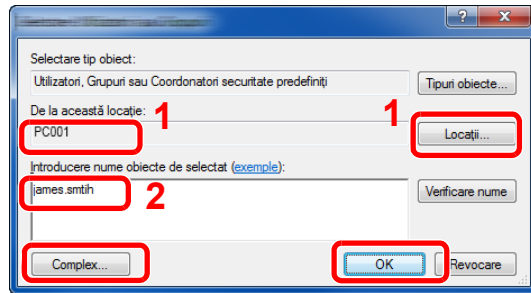 Selectare tip obiect:
Utilizatori, Grupuri sau Coordonatori securitate predefiniți
Tipuri obiecte...
De la această locație:
1
1
PC001
Locații...
Introducere nume obiecte de selectat (exemple):
james.smtih
2
Verificare nume
Complex...
OK
Revocare